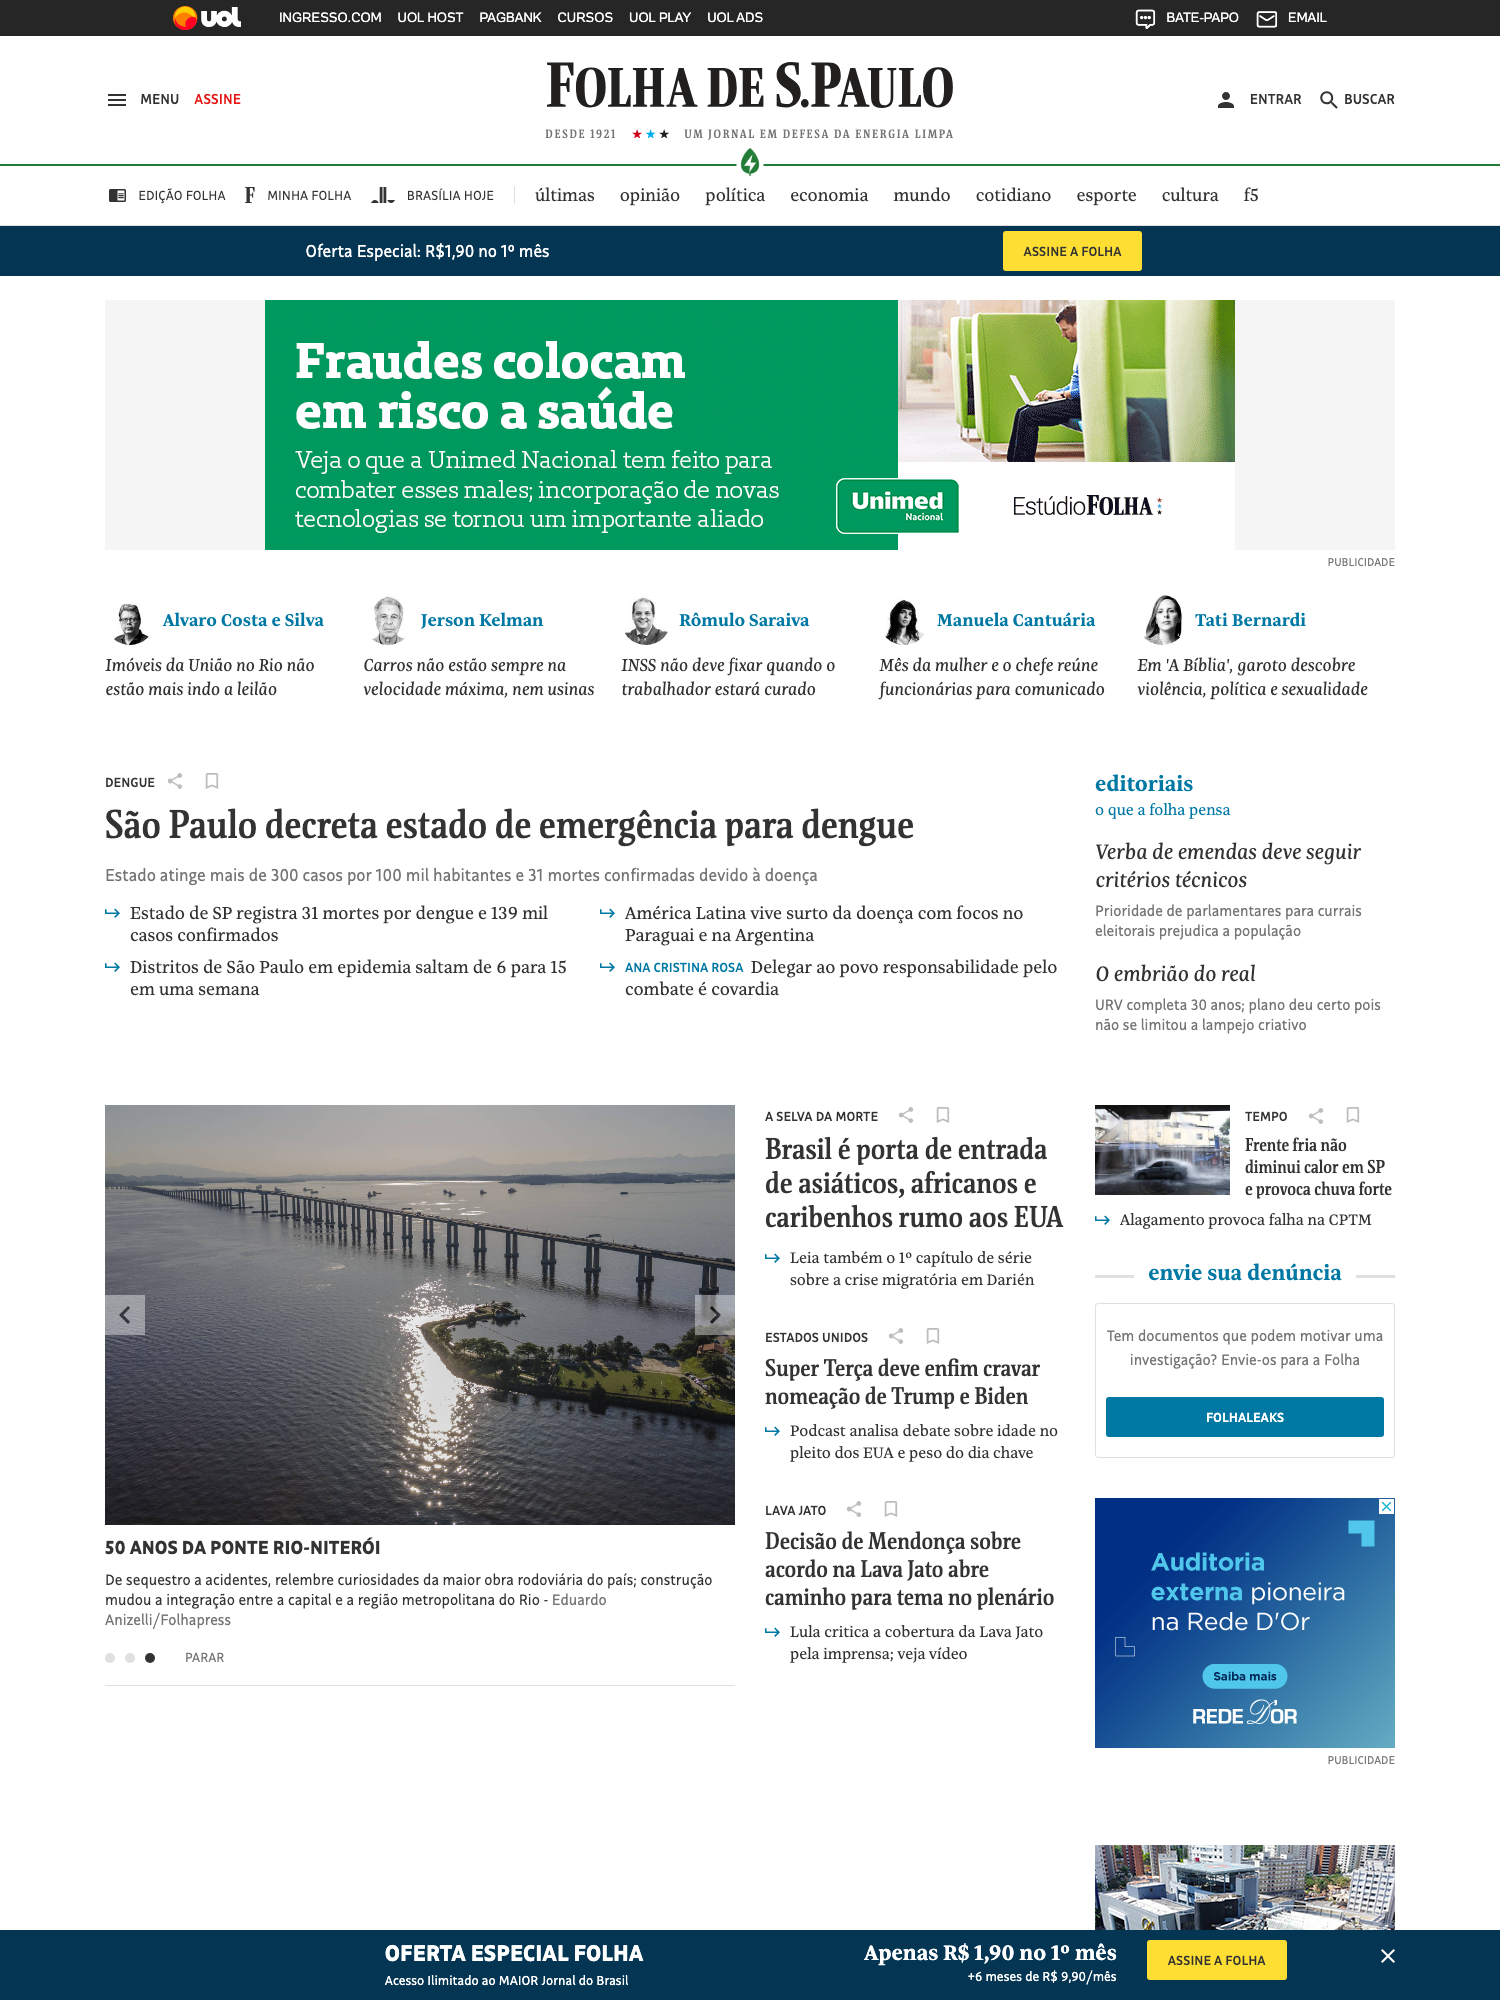 uol
INGRESSO.COM UOL HOST PAGBANK CURSOS UOL PLAY UOL ADS
BATE-PAPO EMAIL
MENU ASSINE
FOLHA DE S.PAULO
ENTRAR BUSCAR
DESDE 1921 ★★★ UM JORNAL EM DEFESA DA ENERGIA LIMPA
EDIÇÃO FOLHA F MINHA FOLHA BRASÍLIA HOJE últimas opinião política economia mundo cotidiano esporte cultura f5
Oferta Especial: R$1,90 no 1º mês
ASSINE A FOLHA
Fraudes colocam
em risco a saúde
Veja o que a Unimed Nacional tem feito para
combater esses males; incorporação de novas
tecnologias se tornou um importante aliado
Unimed
Nacional
EstúdioFOLHA
PUBLICIDADE
Alvaro Costa e Silva
Imóveis da União no Rio não
estão mais indo a leilão
Jerson Kelman
Carros não estão sempre na
velocidade máxima, nem usinas
Rômulo Saraiva
INSS não deve fixar quando o
trabalhador estará curado
Manuela Cantuária
Mês da mulher e o chefe reúne
funcionárias para comunicado
Tati Bernardi
Em 'A Bíblia', garoto descobre
violência, política e sexualidade
DENGUE
São Paulo decreta estado de emergência para dengue
Estado atinge mais de 300 casos por 100 mil habitantes e 31 mortes confirmadas devido à doença
Estado de SP registra 31 mortes por dengue e 139 mil
casos confirmados
Distritos de São Paulo em epidemia saltam de 6 para 15
em uma semana
América Latina vive surto da doença com focos no
Paraguai e na Argentina
ANA CRISTINA ROSA Delegar ao povo responsabilidade pelo
combate é covardia
editoriais
o que a folha pensa
Verba de emendas deve seguir
critérios técnicos
Prioridade de parlamentares para currais
eleitorais prejudica a população
O embrião do real
URV completa 30 anos; plano deu certo pois
não se limitou a lampejo criativo
50 ANOS DA PONTE RIO-NITERÓI
De sequestro a acidentes, relembre curiosidades da maior obra rodoviária do país; construção
mudou a integração entre a capital e a região metropolitana do Rio - Eduardo
Anizelli/Folhapress
PARAR
A SELVA DA MORTE
Brasil é porta de entrada
de asiáticos, africanos e
caribenhos rumo aos EUA
Leia também o 1º capítulo de série
sobre a crise migratória em Darién
ESTADOS UNIDOS
Super Terça deve enfim cravar
nomeação de Trump e Biden
Podcast analisa debate sobre idade no
pleito dos EUA e peso do dia chave
LAVA JATO
Decisão de Mendonça sobre
acordo na Lava Jato abre
caminho para tema no plenário
Lula critica a cobertura da Lava Jato
pela imprensa; veja vídeo
TEMPO
Frente fria não
diminui calor em SP
e provoca chuva forte
Alagamento provoca falha na CPTM
envie sua denúncia
Tem documentos que podem motivar uma
investigação? Envie-os para a Folha
FOLHALEAKS
Auditoria
externa pioneira
na Rede D'Or
Saiba mais
REDE D'OR
PUBLICIDADE
OFERTA ESPECIAL FOLHA
Acesso Ilimitado ao MAIOR Jornal do Brasil
Apenas R$ 1,90 no 1º mês
+6 meses de R$ 9,90/mês
ASSINE A FOLHA